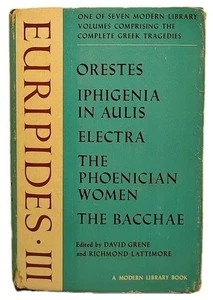 EURIPIDES · III
ONE OF SEVEN MODERN LIBRARY
VOLUMES COMPRISING THE
COMPLETE GREEK TRAGEDIES
ORESTES
IPHIGENIA
IN AULIS
ELECTRA
THE
PHOENICIAN
WOMEN
THE BACCHAE
Edited by DAVID GRENE
and RICHMOND LATTIMORE
A MODERN LIBRARY BOOK